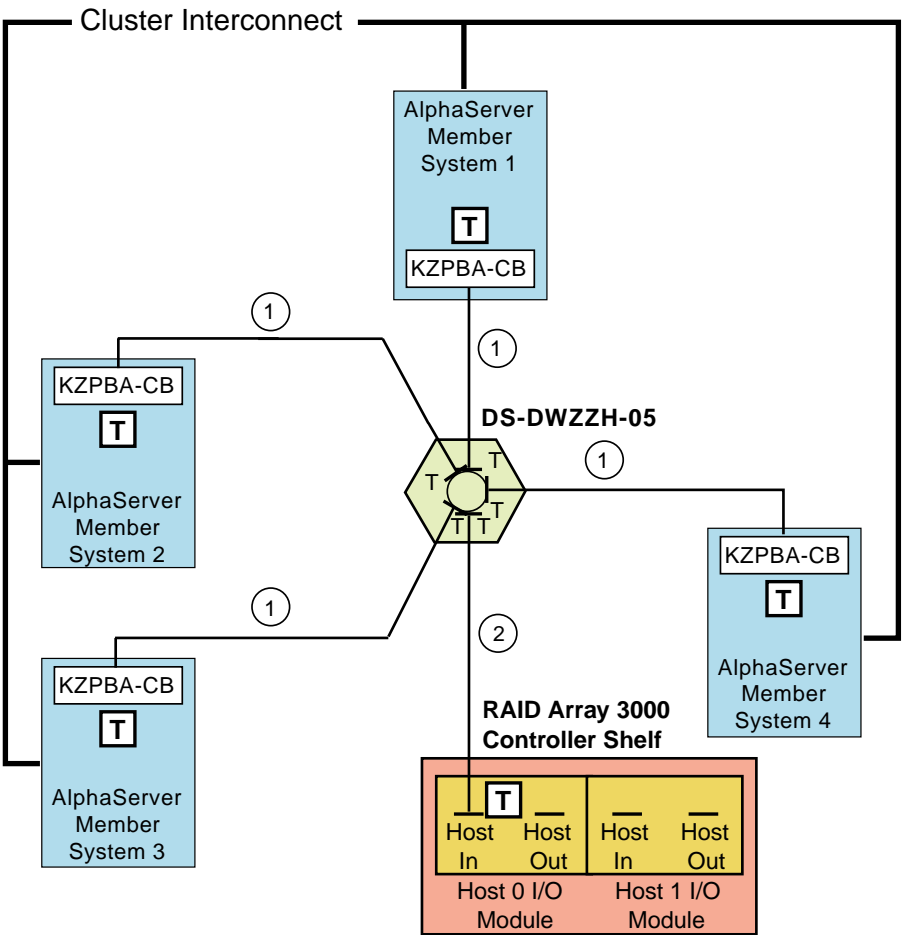 Cluster Interconnect
AlphaServer
Member
System 1
T
KZPBA-CB
1
1
KZPBA-CB
T
AlphaServer
Member
System 2
DS-DWZZH-05
T
T
T
T T
1
KZPBA-CB
T
AlphaServer
Member
System 4
1
KZPBA-CB
T
AlphaServer
Member
System 3
2
RAID Array 3000
Controller Shelf
T
Host Host Host Host
In Out In Out
Host 0 I/O Host 1 I/O
Module Module